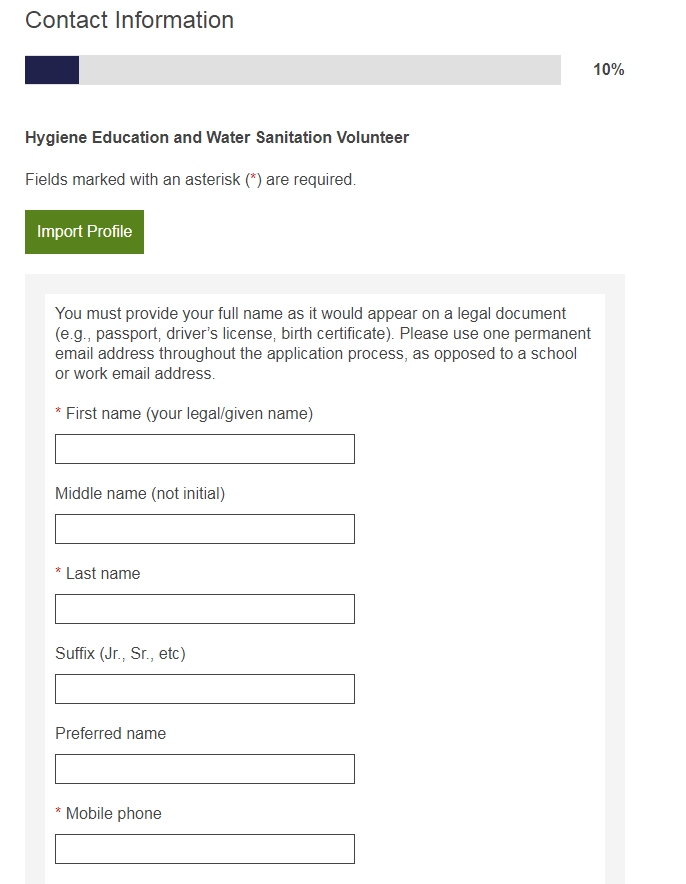 Contact Information
10%
Hygiene Education and Water Sanitation Volunteer
Fields marked with an asterisk (*) are required.
Import Profile
You must provide your full name as it would appear on a legal document
(e.g., passport, driver’s license, birth certificate). Please use one permanent
email address throughout the application process, as opposed to a school
or work email address.
* First name (your legal/given name)
Middle name (not initial)
* Last name
Suffix (Jr., Sr., etc)
Preferred name
* Mobile phone